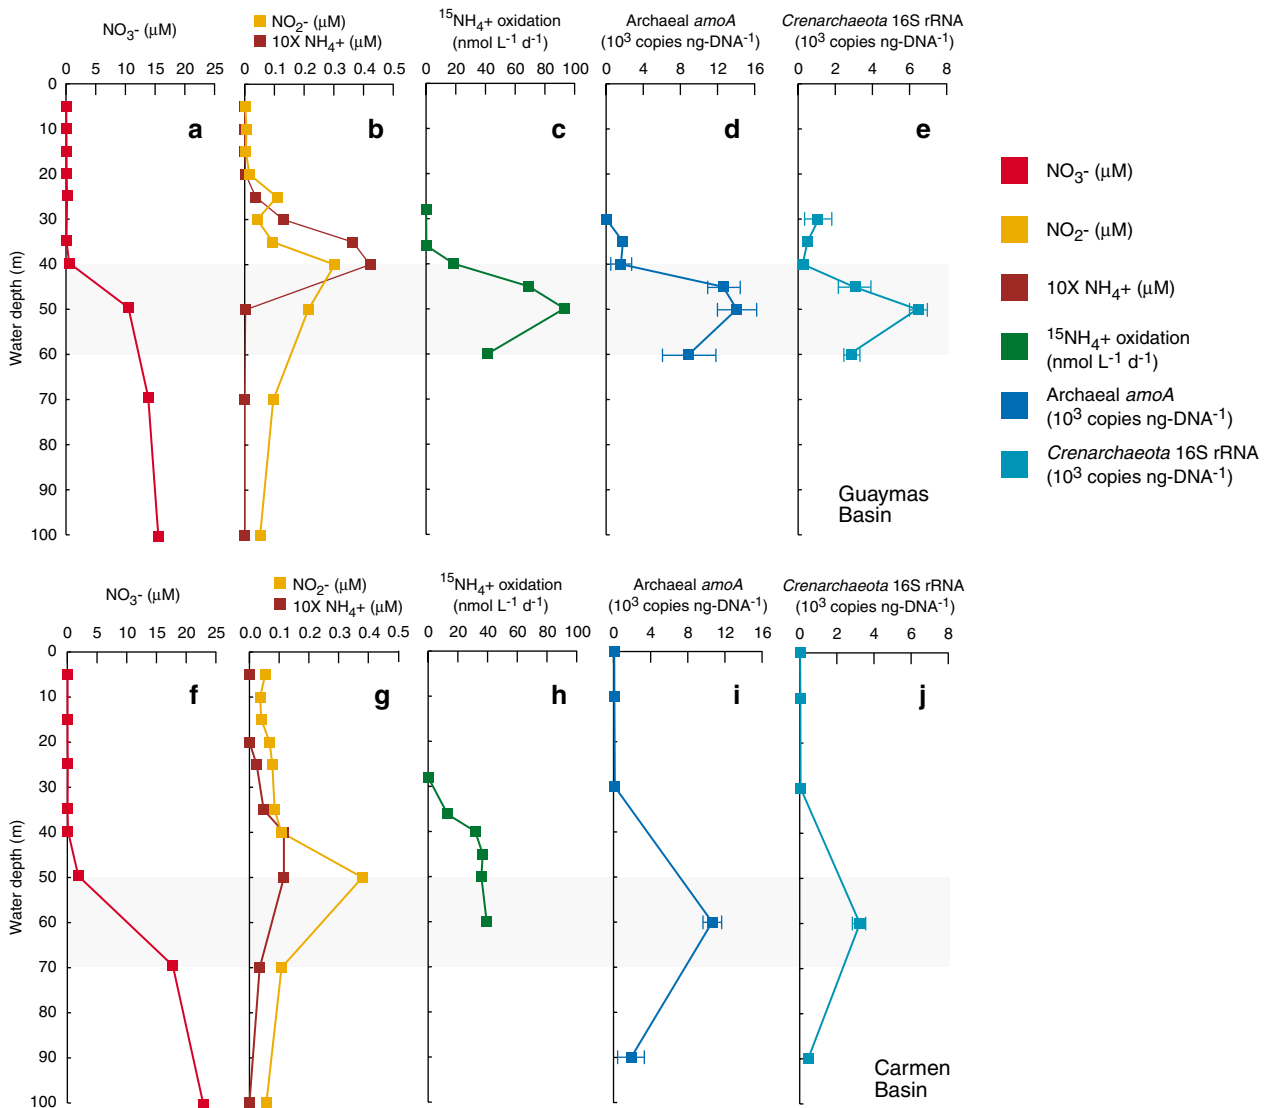 NO3- (µM)
NO2- (µM)
10X NH4+ (µM)
15NH4+ oxidation
(nmol L-1 d-1)
Archaeal amoA
(103 copies ng-DNA-1)
Crenarchaeota 16S rRNA
(103 copies ng-DNA-1)
0 5 10 15 20 25
0 0.1 0.2 0.3 0.4 0.5
0 20 40 60 80 100
0 4 8 12 16
0 2 4 6 8
0
10
20
30
40
50
60
70
80
90
100
Water depth (m)
a
b
c
d
e
Guaymas
Basin
NO3- (µM)
NO2- (µM)
10X NH4+ (µM)
15NH4+ oxidation
(nmol L-1 d-1)
Archaeal amoA
(103 copies ng-DNA-1)
Crenarchaeota 16S rRNA
(103 copies ng-DNA-1)
NO3- (µM)
NO2- (µM)
10X NH4+ (µM)
15NH4+ oxidation
(nmol L-1 d-1)
Archaeal amoA
(103 copies ng-DNA-1)
Crenarchaeota 16S rRNA
(103 copies ng-DNA-1)
0 5 10 15 20 25
0.0 0.1 0.2 0.3 0.4 0.5
0 20 40 60 80 100
0 4 8 12 16
0 2 4 6 8
0
10
20
30
40
50
60
70
80
90
100
Water depth (m)
f
g
h
i
j
Carmen
Basin